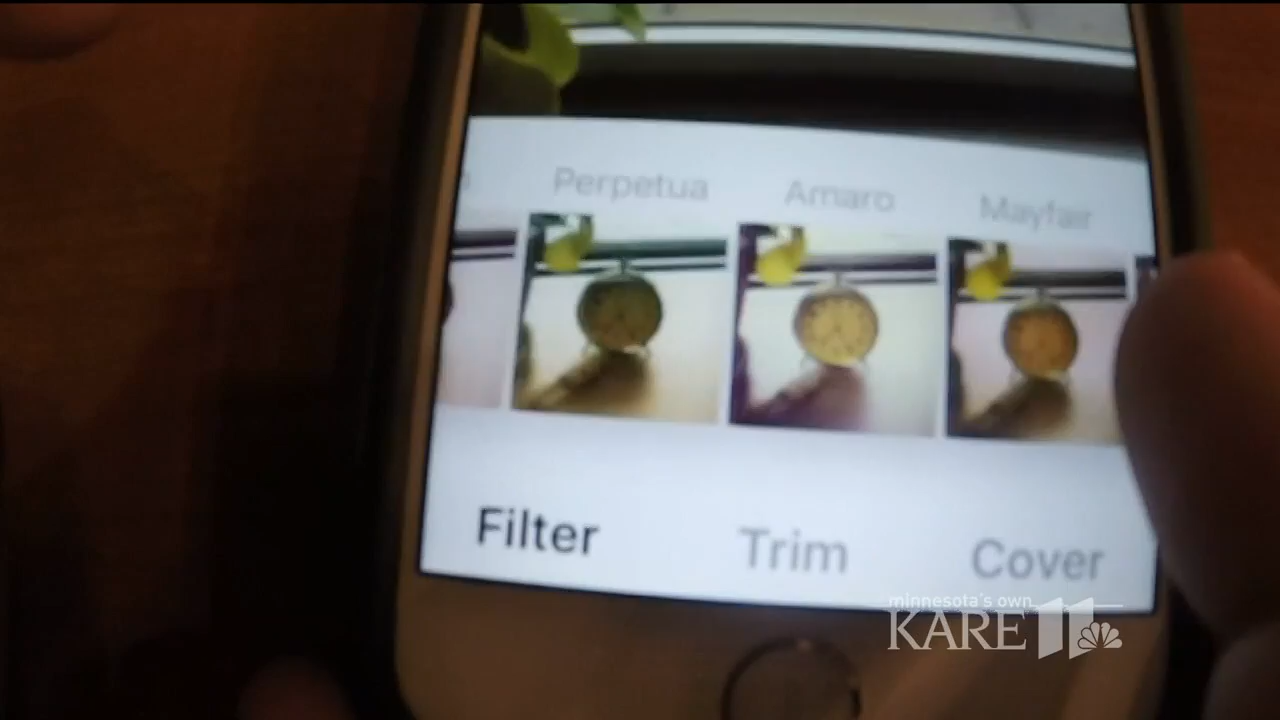 Perpetua
Amaro
Mayfair
Filter
Trim
Cover
minnesota's own
KARE 11